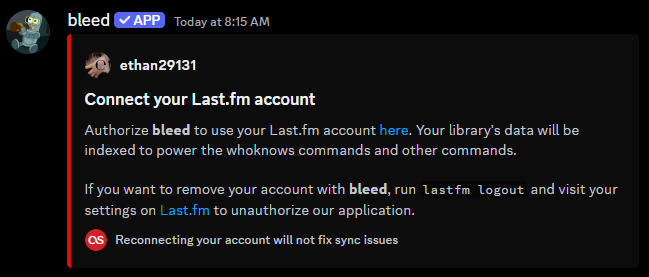 bleed ✓ APP Today at 8:15 AM
ethan29131
Connect your Last.fm account
Authorize bleed to use your Last.fm account here. Your library's data will be
indexed to power the whoknows commands and other commands.
If you want to remove your account with bleed, run lastfm logout and visit your
settings on Last.fm to unauthorize our application.
Reconnecting your account will not fix sync issues